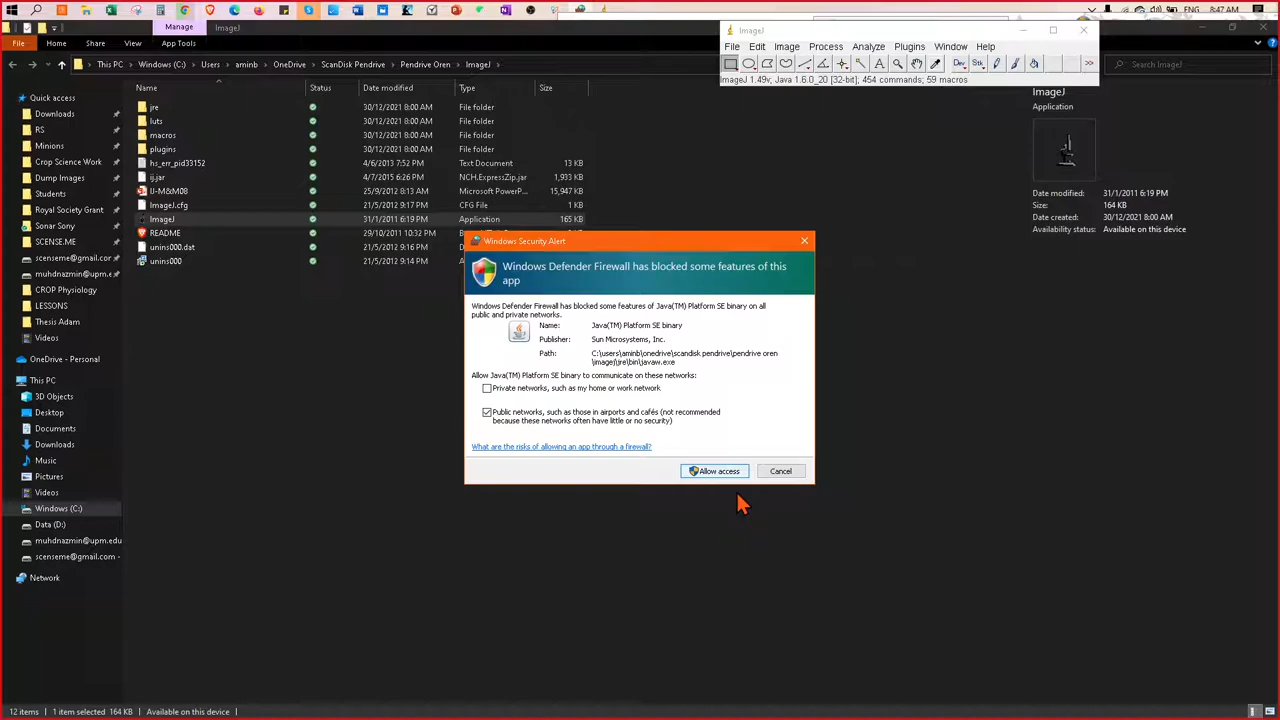 ENG 8:47 AM
Manage ImageJ
File Home Share View App Tools
This PC > Windows (C:) > Users > aminb > OneDrive > ScanDisk Pendrive > Pendrive Oren > ImageJ >
Search ImageJ
ImageJ
File Edit Image Process Analyze Plugins Window Help
Dev Stk >>
ImageJ 1.49v; Java 1.6.0_20 [32-bit]; 454 commands; 59 macros
Quick access
Downloads
RS
Minions
Crop Science Work
Dump Images
Students
Royal Society Grant
Sonar Sony
SCENSE.ME
scenseme@gmail.com
muhdnazmin@upm.e
CROP Physiology
LESSONS
Thesis Adam
Videos
OneDrive - Personal
This PC
3D Objects
Desktop
Documents
Downloads
Music
Pictures
Videos
Windows (C:)
Data (D:)
muhdnazmin@upm.edu
scenseme@gmail.com -
Network
Name Status Date modified Type Size
jre 30/12/2021 8:00 AM File folder
luts 30/12/2021 8:00 AM File folder
macros 30/12/2021 8:00 AM File folder
plugins 30/12/2021 8:00 AM File folder
hs_err_pid33152 4/6/2013 7:52 PM Text Document 13 KB
ij.jar 4/7/2015 6:26 PM NCH.ExpressZip.jar 1,933 KB
IJ-M&M08 25/9/2012 8:13 AM Microsoft PowerP... 15,947 KB
ImageJ.cfg 21/5/2012 9:17 PM CFG File 1 KB
ImageJ 31/1/2011 6:19 PM Application 165 KB
README 29/10/2011 10:32 PM
unins000.dat 21/5/2012 9:16 PM
unins000 21/5/2012 9:14 PM
Windows Security Alert
Windows Defender Firewall has blocked some features of this
app
Windows Defender Firewall has blocked some features of Java(TM) Platform SE binary on all
public and private networks.
Name: Java(TM) Platform SE binary
Publisher: Sun Microsystems, Inc.
Path: C:\users\aminb\onedrive\scandisk pendrive\pendrive oren
\imagej\jre\bin\javaw.exe
Allow Java(TM) Platform SE binary to communicate on these networks:
Private networks, such as my home or work network
Public networks, such as those in airports and cafés (not recommended
because these networks often have little or no security)
What are the risks of allowing an app through a firewall?
Allow access Cancel
ImageJ
Application
Date modified: 31/1/2011 6:19 PM
Size: 164 KB
Date created: 30/12/2021 8:00 AM
Availability status: Available on this device
12 items 1 item selected 164 KB Available on this device